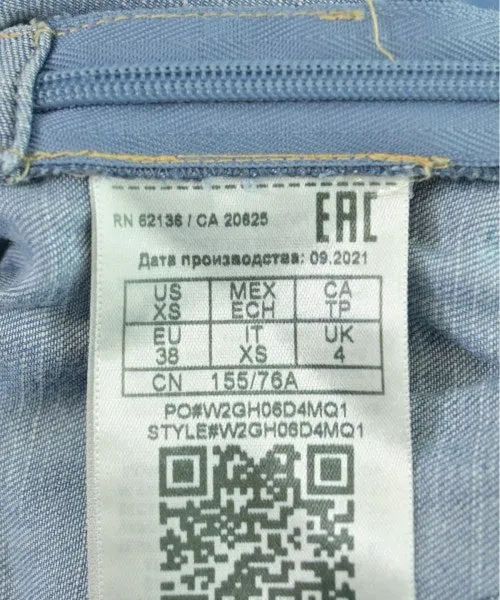 RN 62136 / CA 20625
EAC
Дата производства: 09.2021
US MEX CA
XS ECH TP
EU IT UK
38 XS 4
CN 155/76A
PO#W2GH06D4MQ1
STYLE#W2GH06D4MQ1